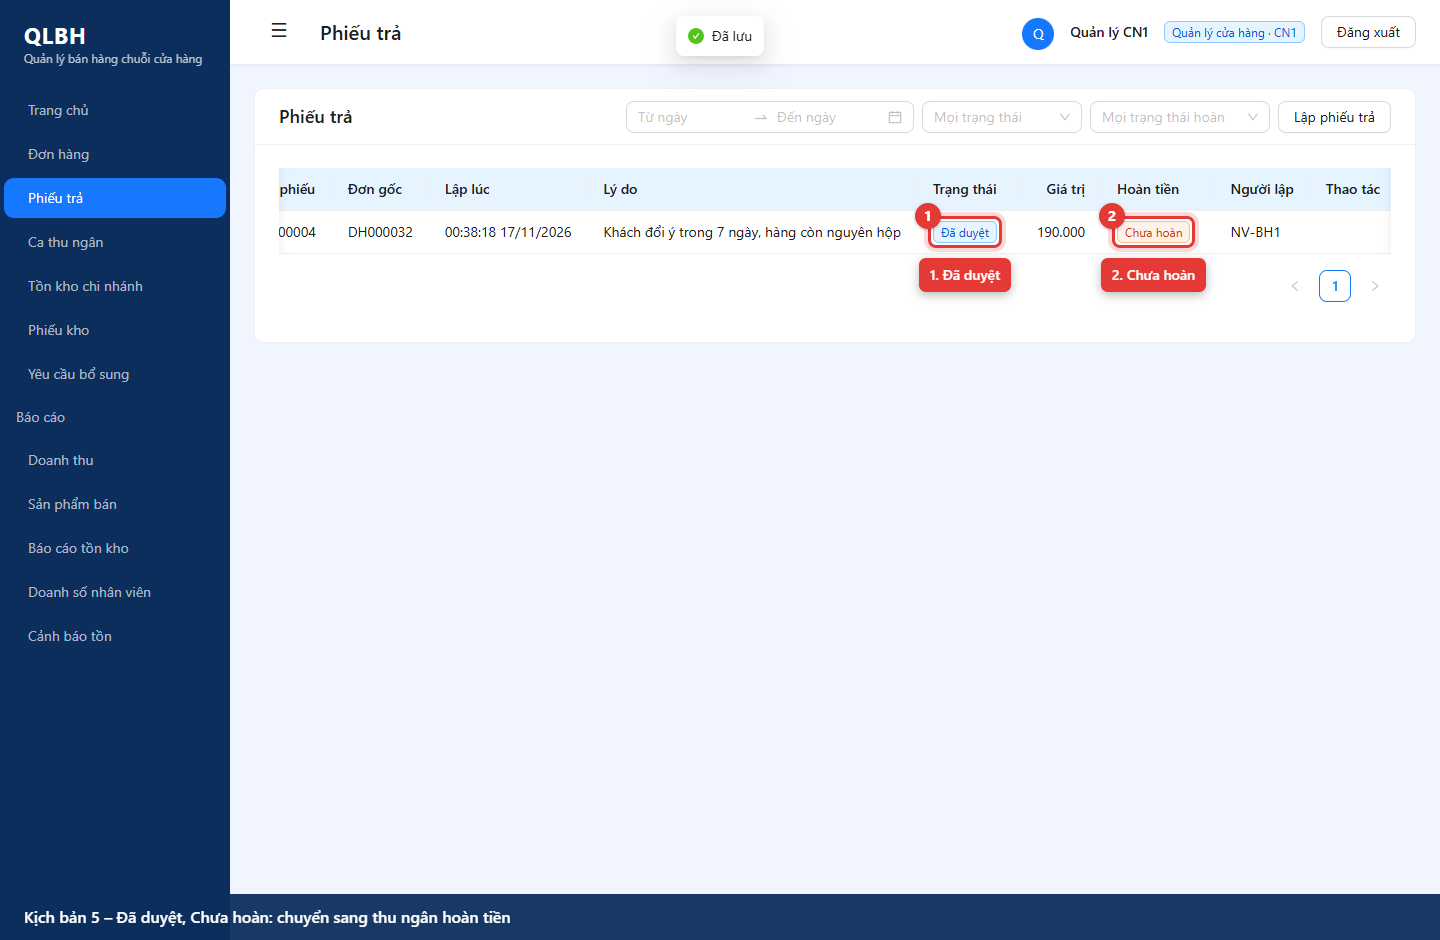 QLBH
Quản lý bán hàng chuỗi cửa hàng
Trang chủ
Đơn hàng
Phiếu trả
Ca thu ngân
Tồn kho chi nhánh
Phiếu kho
Yêu cầu bổ sung
Báo cáo
Doanh thu
Sản phẩm bán
Báo cáo tồn kho
Doanh số nhân viên
Cảnh báo tồn
Phiếu trả
Đã lưu
Q Quản lý CN1 Quản lý cửa hàng · CN1 Đăng xuất
Phiếu trả Từ ngày Đến ngày Mọi trạng thái Mọi trạng thái hoàn Lập phiếu trả
phiếu Đơn gốc Lập lúc Lý do Trạng thái Giá trị Hoàn tiền Người lập Thao tác
00004 DH000032 00:38:18 17/11/2026 Khách đổi ý trong 7 ngày, hàng còn nguyên hộp 1 Đã duyệt 190.000 2 Chưa hoàn NV-BH1
1. Đã duyệt 2. Chưa hoàn
1
Kịch bản 5 – Đã duyệt, Chưa hoàn: chuyển sang thu ngân hoàn tiền